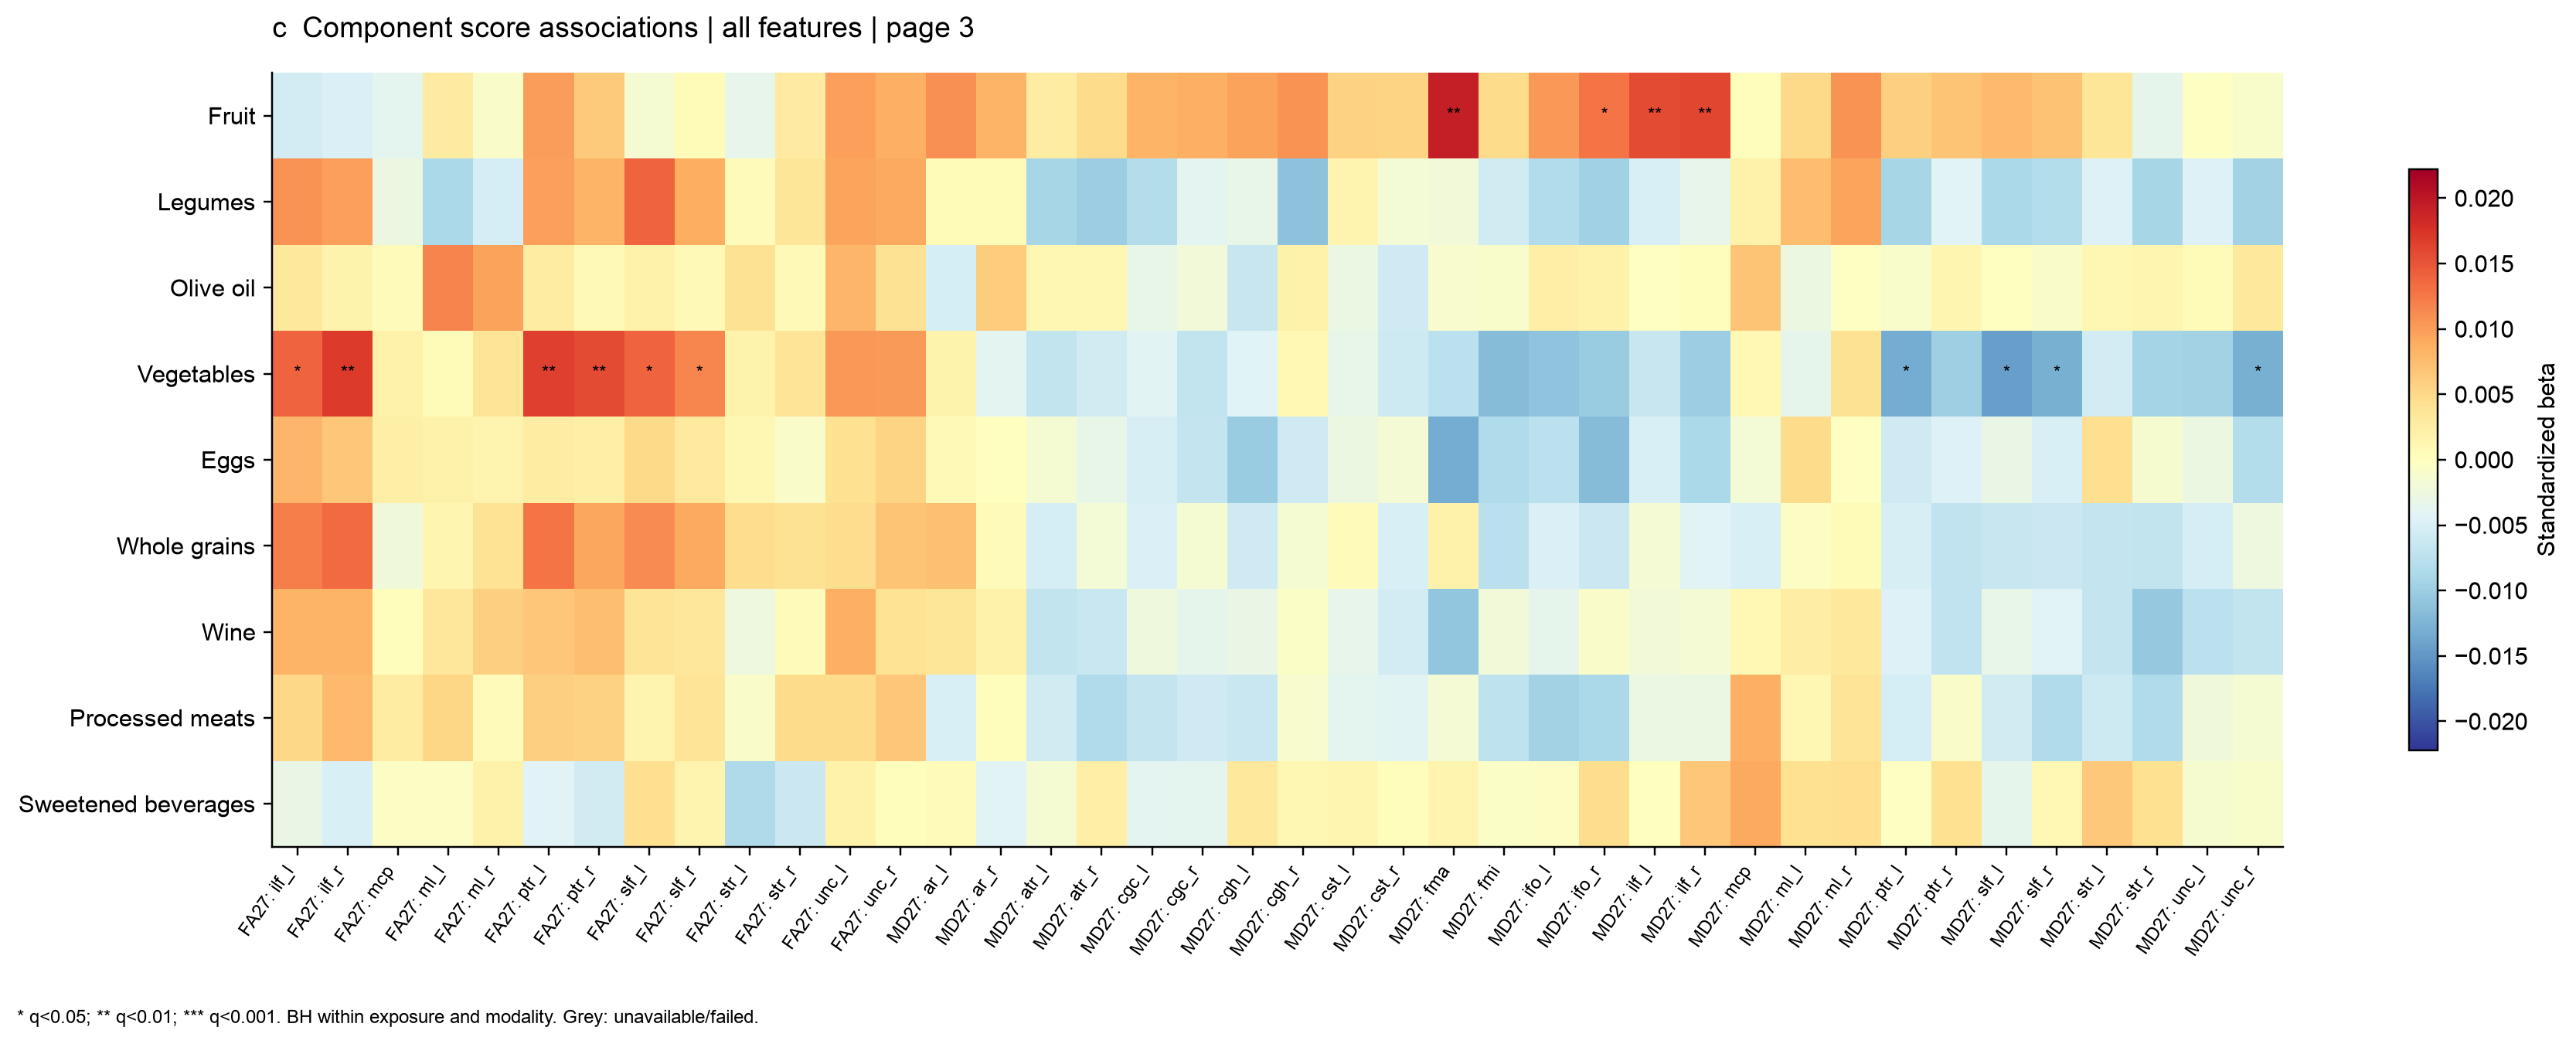 c Component score associations | all features | page 3
Fruit
Legumes
Olive oil
Vegetables
Eggs
Whole grains
Wine
Processed meats
Sweetened beverages
** * ** **
* ** ** ** * * * * * *
FA27: ilf_l
FA27: ilf_r
FA27: mcp
FA27: ml_l
FA27: ml_r
FA27: ptr_l
FA27: ptr_r
FA27: slf_l
FA27: slf_r
FA27: str_l
FA27: str_r
FA27: unc_l
FA27: unc_r
MD27: ar_l
MD27: ar_r
MD27: atr_l
MD27: atr_r
MD27: cgc_l
MD27: cgc_r
MD27: cgh_l
MD27: cgh_r
MD27: cst_l
MD27: cst_r
MD27: fma
MD27: fmi
MD27: ifo_l
MD27: ifo_r
MD27: ilf_l
MD27: ilf_r
MD27: mcp
MD27: ml_l
MD27: ml_r
MD27: ptr_l
MD27: ptr_r
MD27: slf_l
MD27: slf_r
MD27: str_l
MD27: str_r
MD27: unc_l
MD27: unc_r
0.020
0.015
0.010
0.005
0.000
−0.005
−0.010
−0.015
−0.020
Standardized beta
* q<0.05; ** q<0.01; *** q<0.001. BH within exposure and modality. Grey: unavailable/failed.